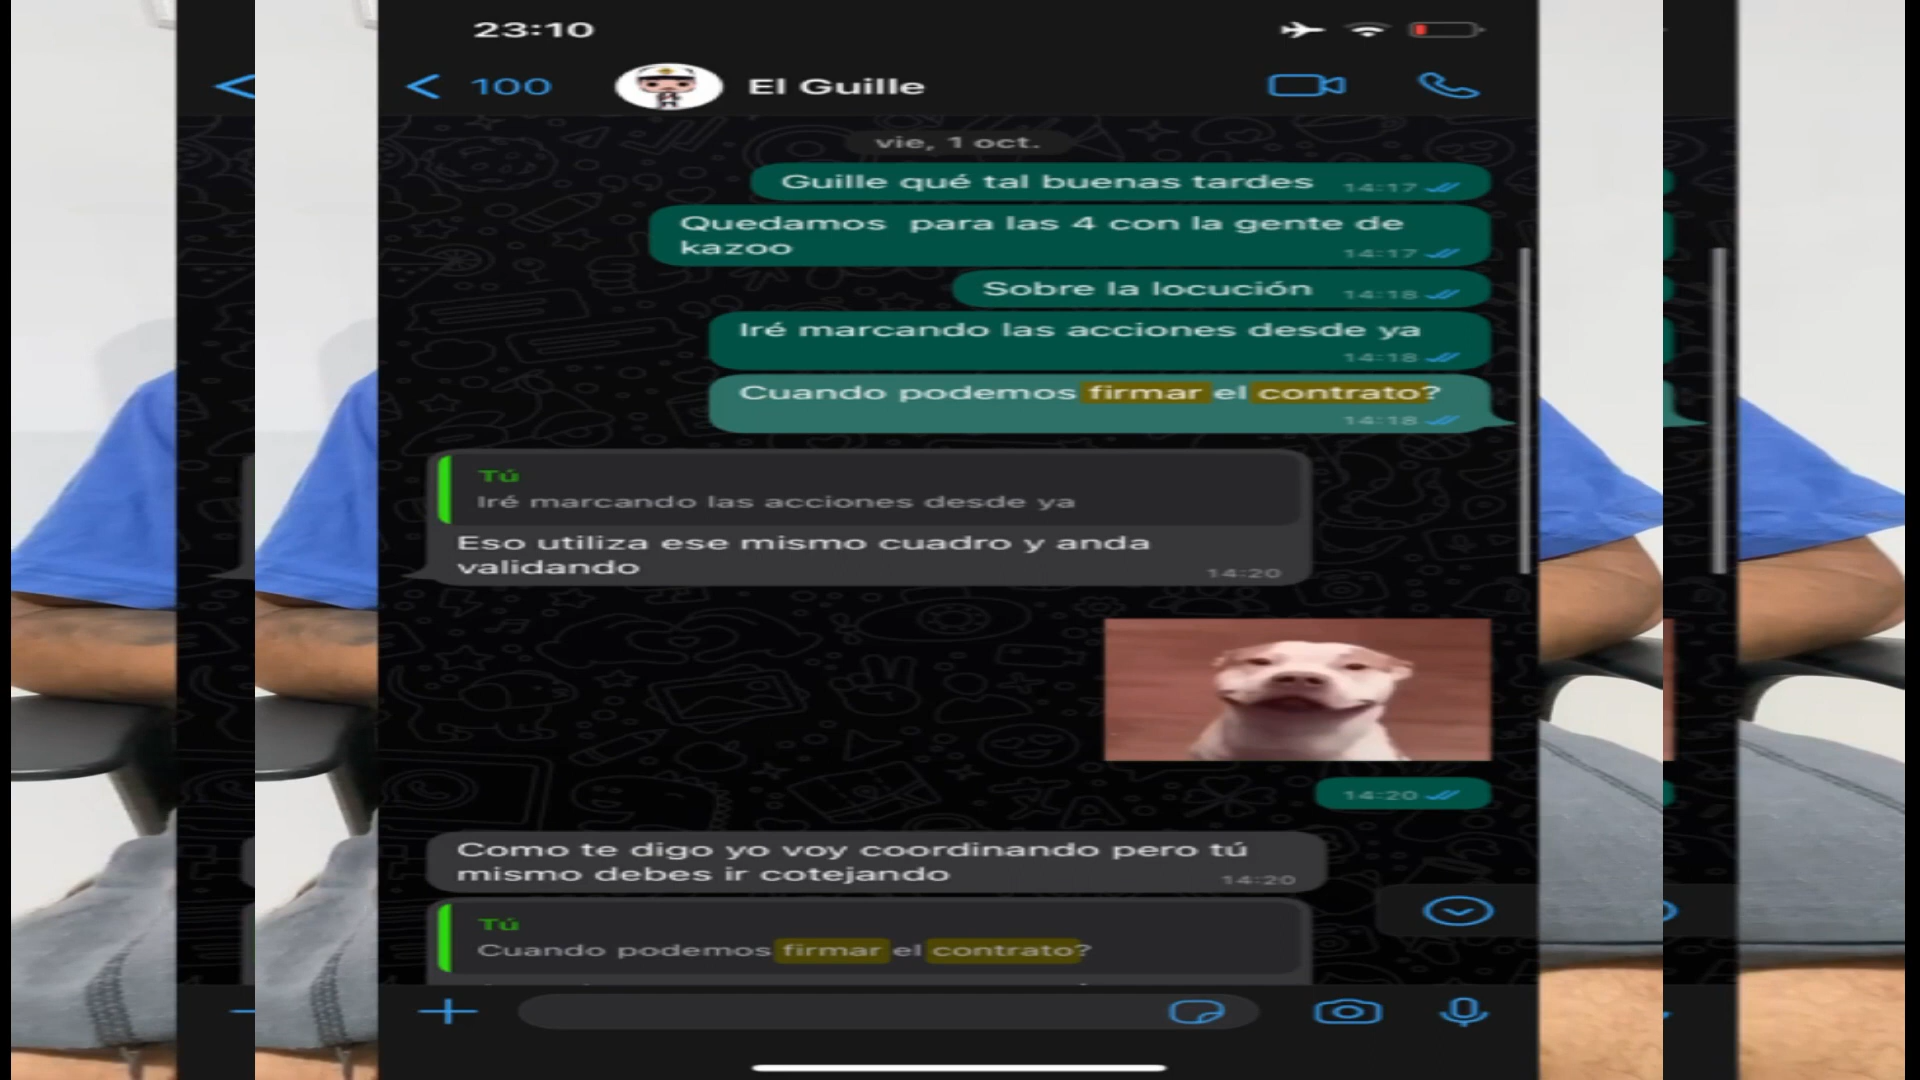 23:10
100
El Guille
vie, 1 oct.
Guille qué tal buenas tardes 14:17
Quedamos para las 4 con la gente de
kazoo
14:17
Sobre la locución 14:18
Iré marcando las acciones desde ya
14:18
Cuando podemos firmar el contrato?
14:18
Tú
Iré marcando las acciones desde ya
Eso utiliza ese mismo cuadro y anda
validando
14:20
14:20
Como te digo yo voy coordinando pero tú
mismo debes ir cotejando
14:20
Tú
Cuando podemos firmar el contrato?